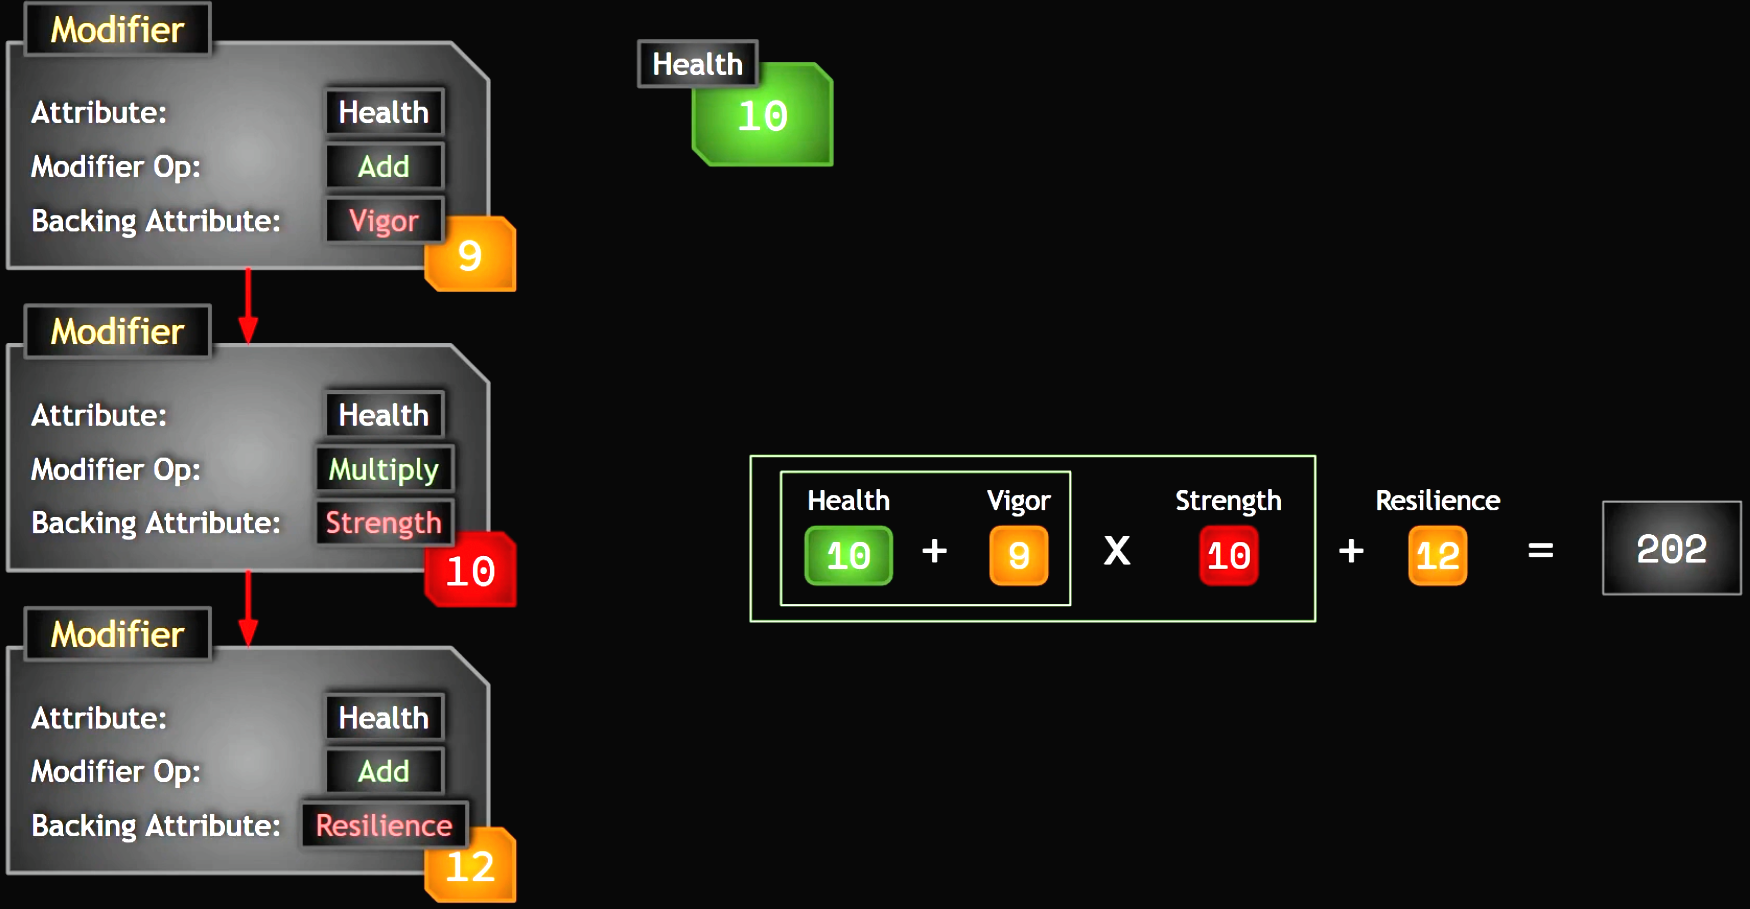 Modifier
Attribute: Health
Modifier Op: Add
Backing Attribute: Vigor
9
Modifier
Attribute: Health
Modifier Op: Multiply
Backing Attribute: Strength
10
Modifier
Attribute: Health
Modifier Op: Add
Backing Attribute: Resilience
12
Health
10
Health Vigor Strength Resilience
10 + 9 X 10 + 12 = 202